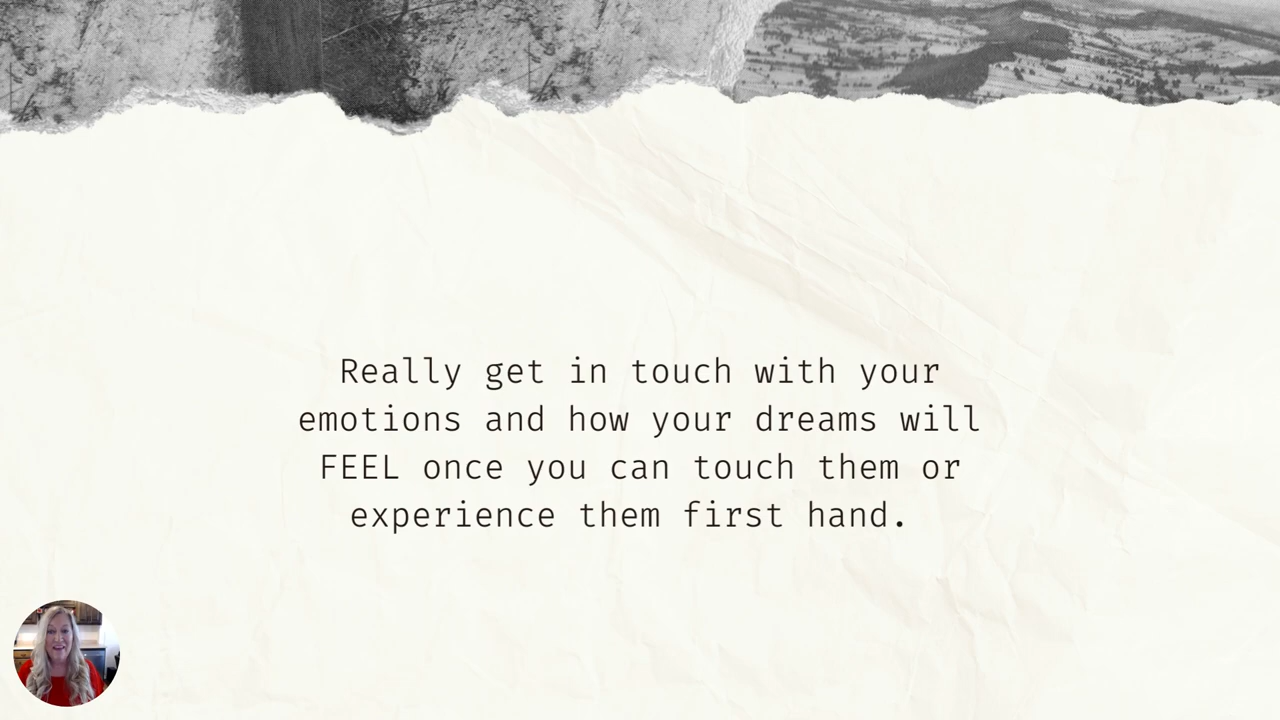 Really get in touch with your
emotions and how your dreams will
FEEL once you can touch them or
experience them first hand.